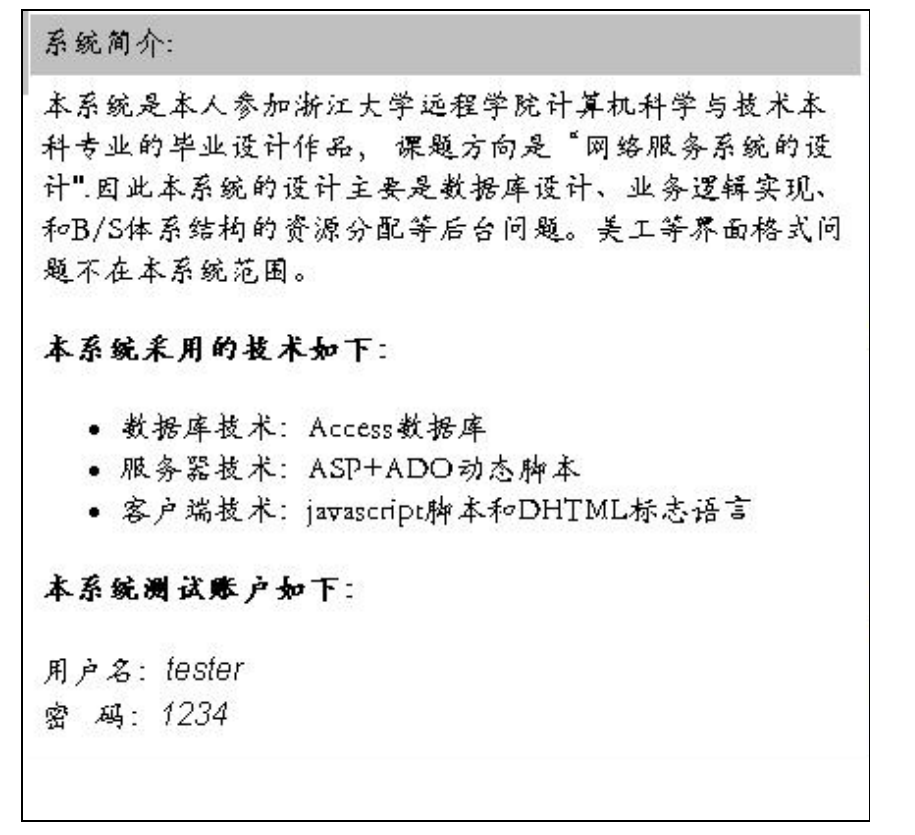 系统简介:
本系统是本人参加浙江大学远程学院计算机科学与技术本
科专业的毕业设计作品, 课题方向是“网络服务系统的设
计".因此本系统的设计主要是数据库设计、业务逻辑实现、
和B/S体系结构的资源分配等后台问题。美工等界面格式问
题不在本系统范围。
本系统采用的技术如下:
• 数据库技术: Access数据库
• 服务器技术: ASP+ADO动态脚本
• 客户端技术: javascript脚本和DHTML标志语言
本系统测试账户如下:
用户名: tester
密 码: 1234